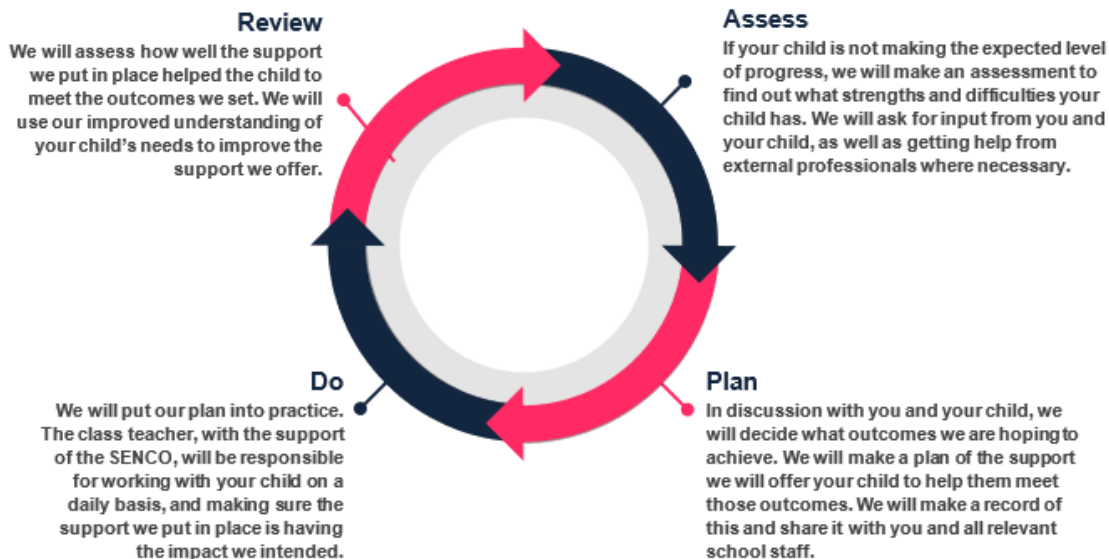 Review
We will assess how well the support
we put in place helped the child to
meet the outcomes we set. We will
use our improved understanding of
your child's needs to improve the
support we offer.
Assess
If your child is not making the expected level
of progress, we will make an assessment to
find out what strengths and difficulties your
child has. We will ask for input from you and
your child, as well as getting help from
external professionals where necessary.
Do
We will put our plan into practice.
The class teacher, with the support
of the SENCO, will be responsible
for working with your child on a
daily basis, and making sure the
support we put in place is having
the impact we intended.
Plan
In discussion with you and your child, we
will decide what outcomes we are hoping to
achieve. We will make a plan of the support
we will offer your child to help them meet
those outcomes. We will make a record of
this and share it with you and all relevant
school staff.